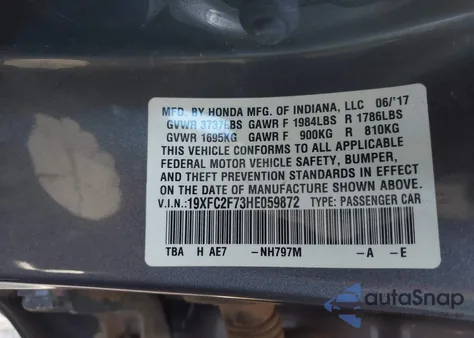 MFD. BY HONDA MFG. OF INDIANA, LLC 06/'17
GVWR 3737LBS GAWR F 1984LBS R 1786LBS
GVWR 1695KG GAWR F 900KG R 810KG
THIS VEHICLE CONFORMS TO ALL APPLICABLE
FEDERAL MOTOR VEHICLE SAFETY, BUMPER,
AND THEFT PREVENTION STANDARDS IN EFFECT
ON THE DATE OF MANUFACTURE SHOWN ABOVE.
V.I.N.: 19XFC2F73HE059872 TYPE: PASSENGER CAR
TBA H AE7 -NH797M -A -E
autoSnap